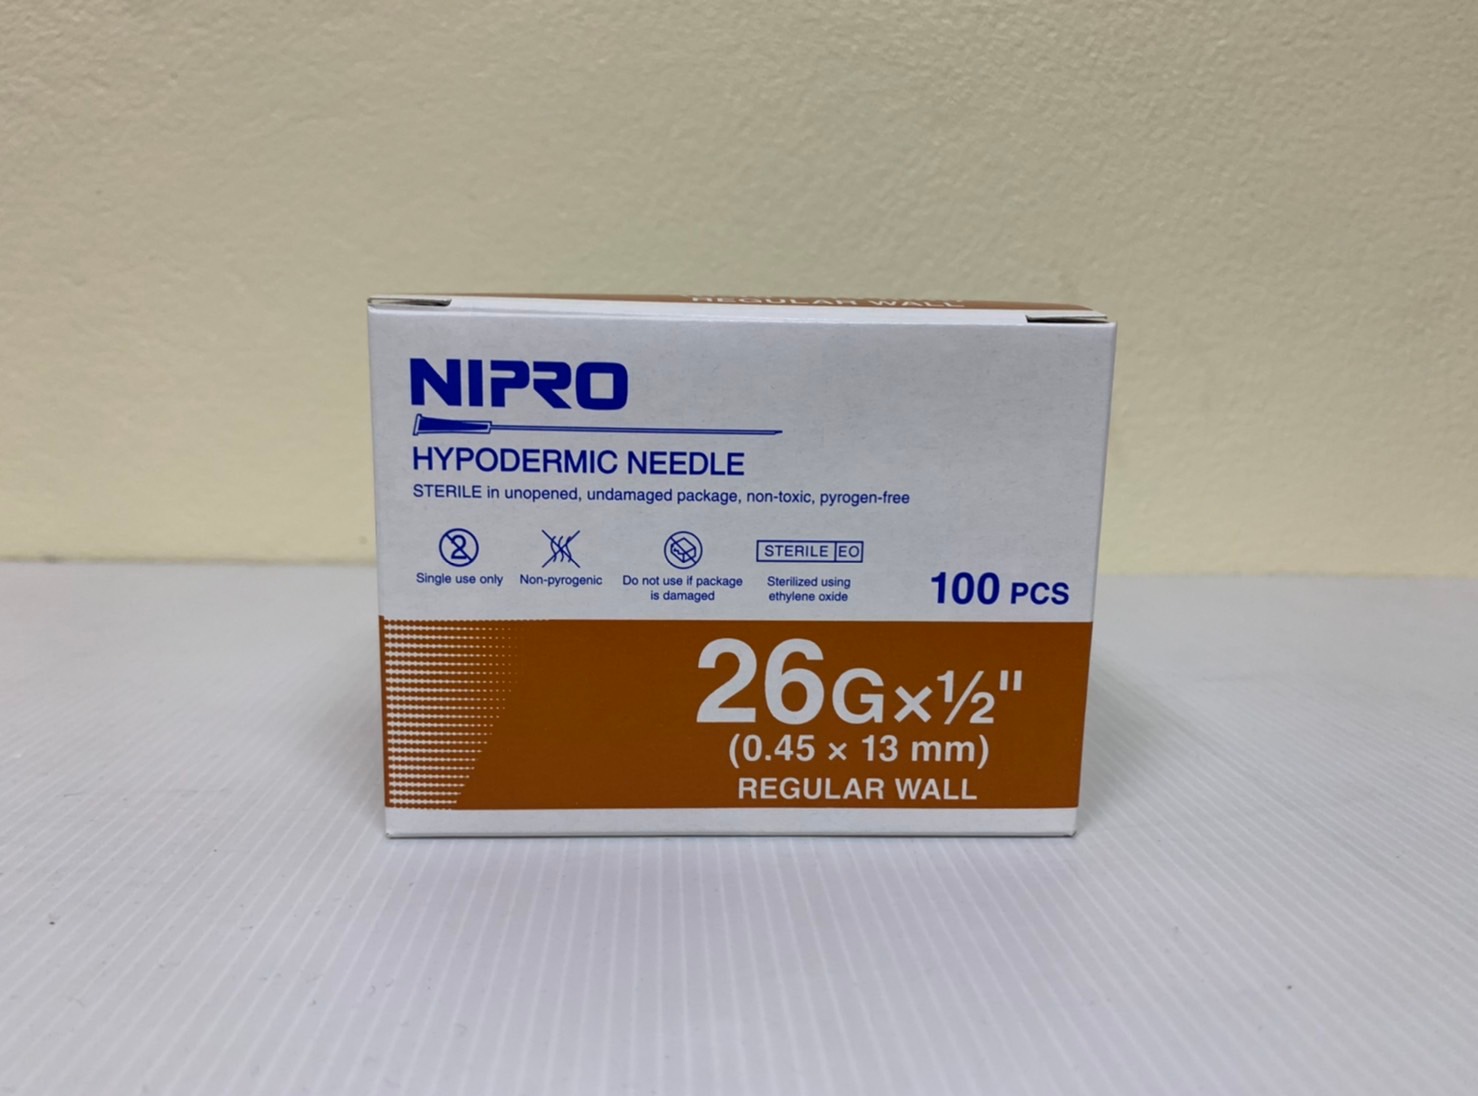 REGULAR WALL
NIPRO
HYPODERMIC NEEDLE
STERILE in unopened, undamaged package, non-toxic, pyrogen-free
2
Single use only
Non-pyrogenic
Do not use if package
is damaged
STERILE EO
Sterilized using
ethylene oxide
100 PCS
26G×½"
(0.45 × 13 mm)
REGULAR WALL